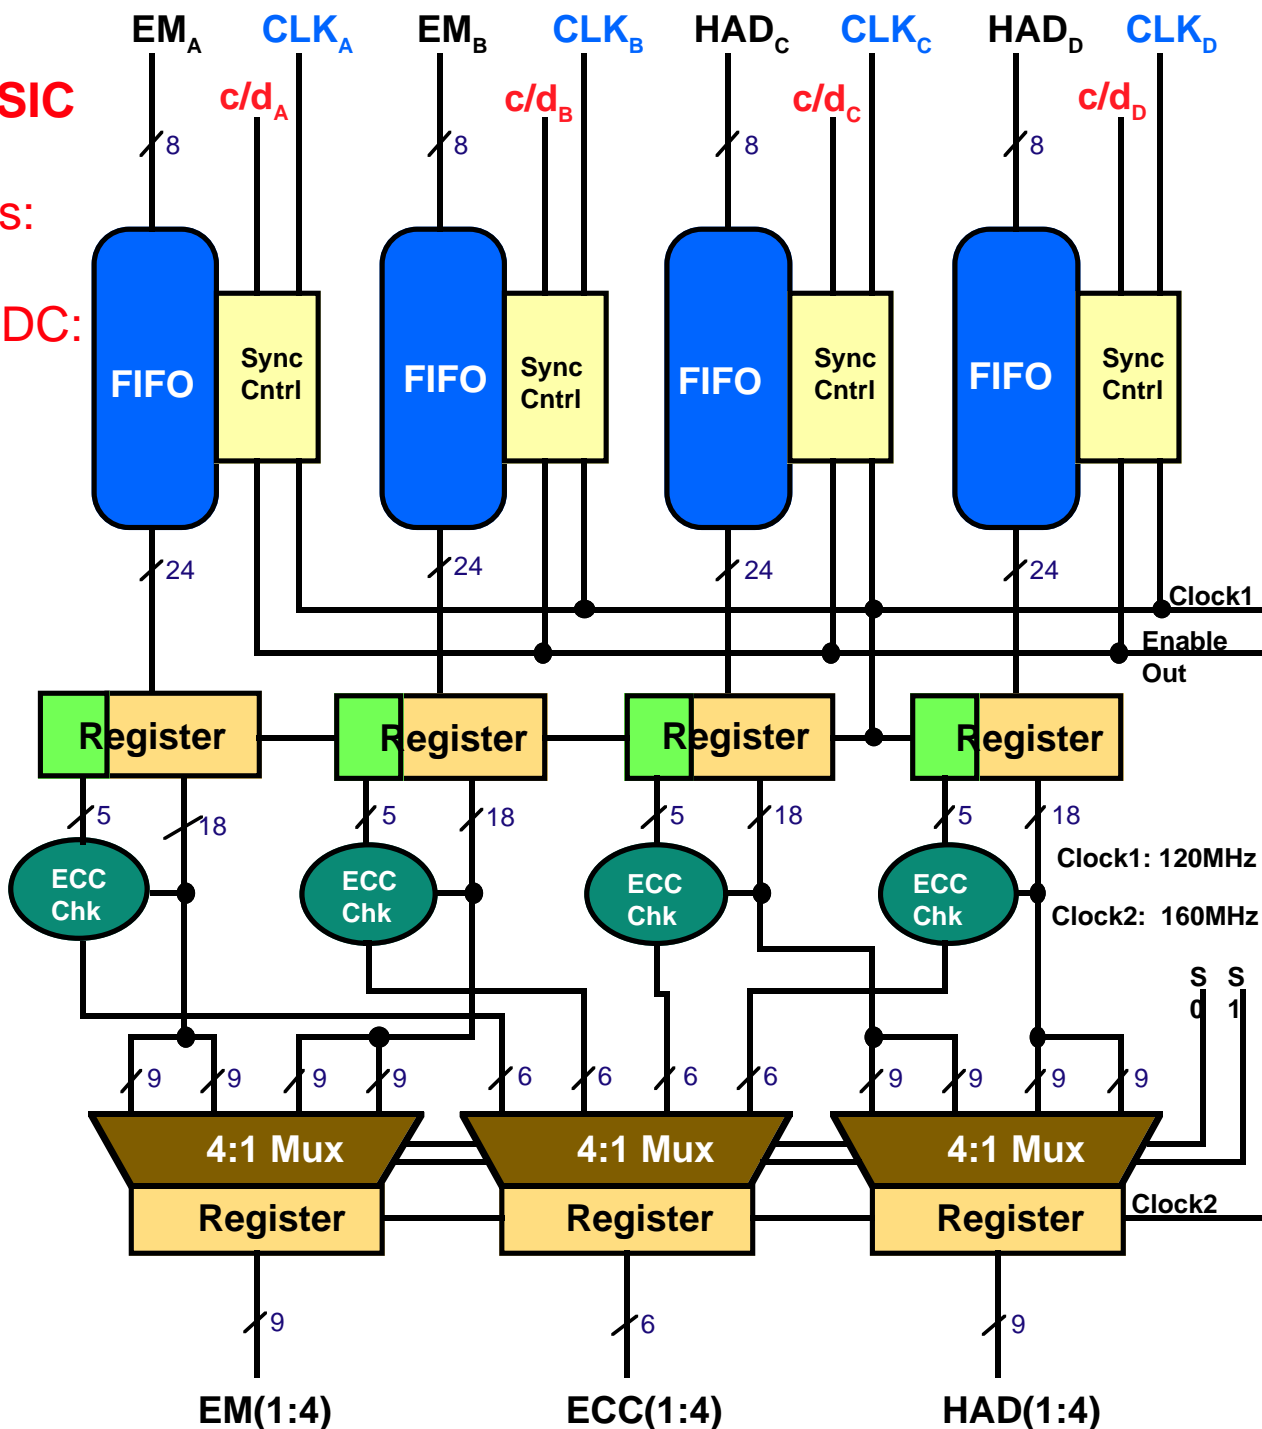 EMA CLKA EMB CLKB HADC CLKC HADD CLKD
SIC c/dA c/dB c/dC c/dD
8 8 8 8
s:
DC:
FIFO Sync Cntrl FIFO Sync Cntrl FIFO Sync Cntrl FIFO Sync Cntrl
24 24 24 24
Clock1
Enable
Out
Register Register Register Register
5 18 5 18 5 18 5 18
ECC Chk ECC Chk ECC Chk ECC Chk
Clock1: 120MHz
Clock2: 160MHz
S0 S1
9 9 9 9 6 6 6 6 9 9 9 9
4:1 Mux 4:1 Mux 4:1 Mux
Register Register Register Clock2
9 6 9
EM(1:4) ECC(1:4) HAD(1:4)